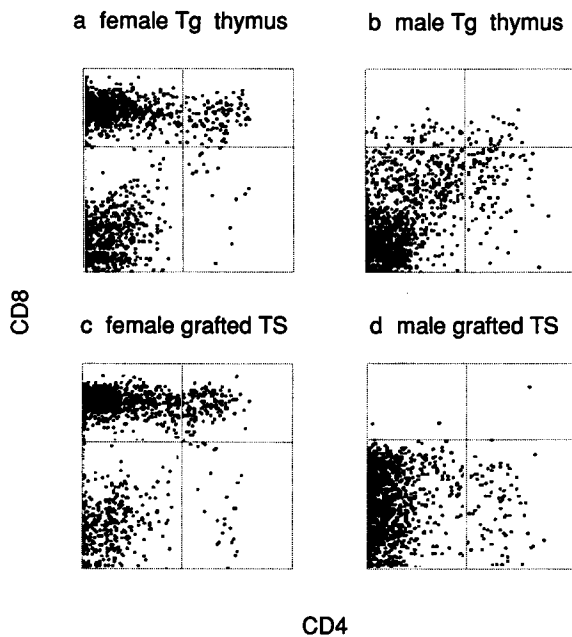 a female Tg thymus
b male Tg thymus
CD8
c female grafted TS
d male grafted TS
CD4